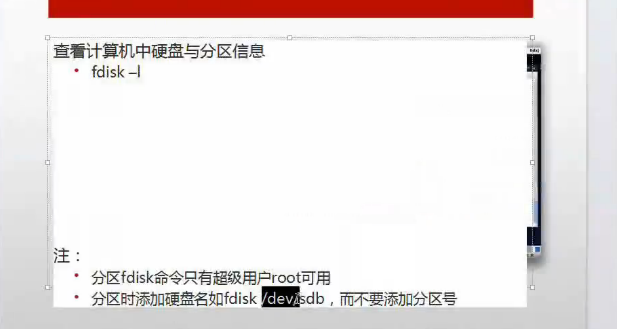 查看计算机中硬盘与分区信息
• fdisk –l
注：
• 分区fdisk命令只有超级用户root可用
• 分区时添加硬盘名如fdisk /dev/sdb，而不要添加分区号